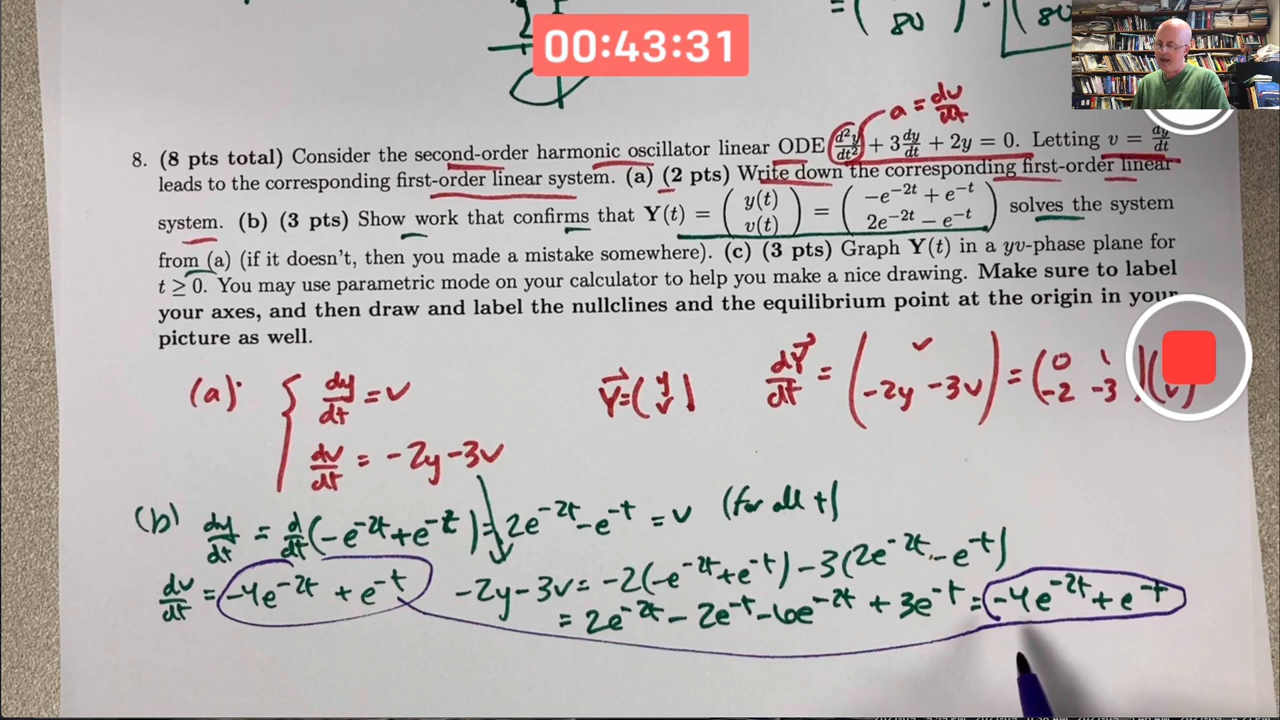 = ( 80 ) . ( 80
00:43:31
a = dv/dt
8. (8 pts total) Consider the second-order harmonic oscillator linear ODE d²y/dt² + 3 dy/dt + 2y = 0. Letting v = dy/dt
leads to the corresponding first-order linear system. (a) (2 pts) Write down the corresponding first-order linear
system. (b) (3 pts) Show work that confirms that Y(t) = ( y(t) v(t) ) = ( −e^{−2t} + e^{−t} 2e^{−2t} − e^{−t} ) solves the system
from (a) (if it doesn't, then you made a mistake somewhere). (c) (3 pts) Graph Y(t) in a yv-phase plane for
t ≥ 0. You may use parametric mode on your calculator to help you make a nice drawing. Make sure to label
your axes, and then draw and label the nullclines and the equilibrium point at the origin in your
picture as well.
(a): { dy/dt = v Y = ( y v ) dY/dt = ( v −2y −3v ) = ( 0 1 −2 −3 ) ( v )
dv/dt = −2y −3v
(b) dy/dt = d/dt (−e^{−2t} + e^{−t}) = 2e^{−2t} − e^{−t} = v (for all t)
dv/dt = −4e^{−2t} + e^{−t} −2y −3v = −2(−e^{−2t} + e^{−t}) − 3(2e^{−2t} − e^{−t})
= 2e^{−2t} − 2e^{−t} − 6e^{−2t} + 3e^{−t} = −4e^{−2t} + e^{−t}